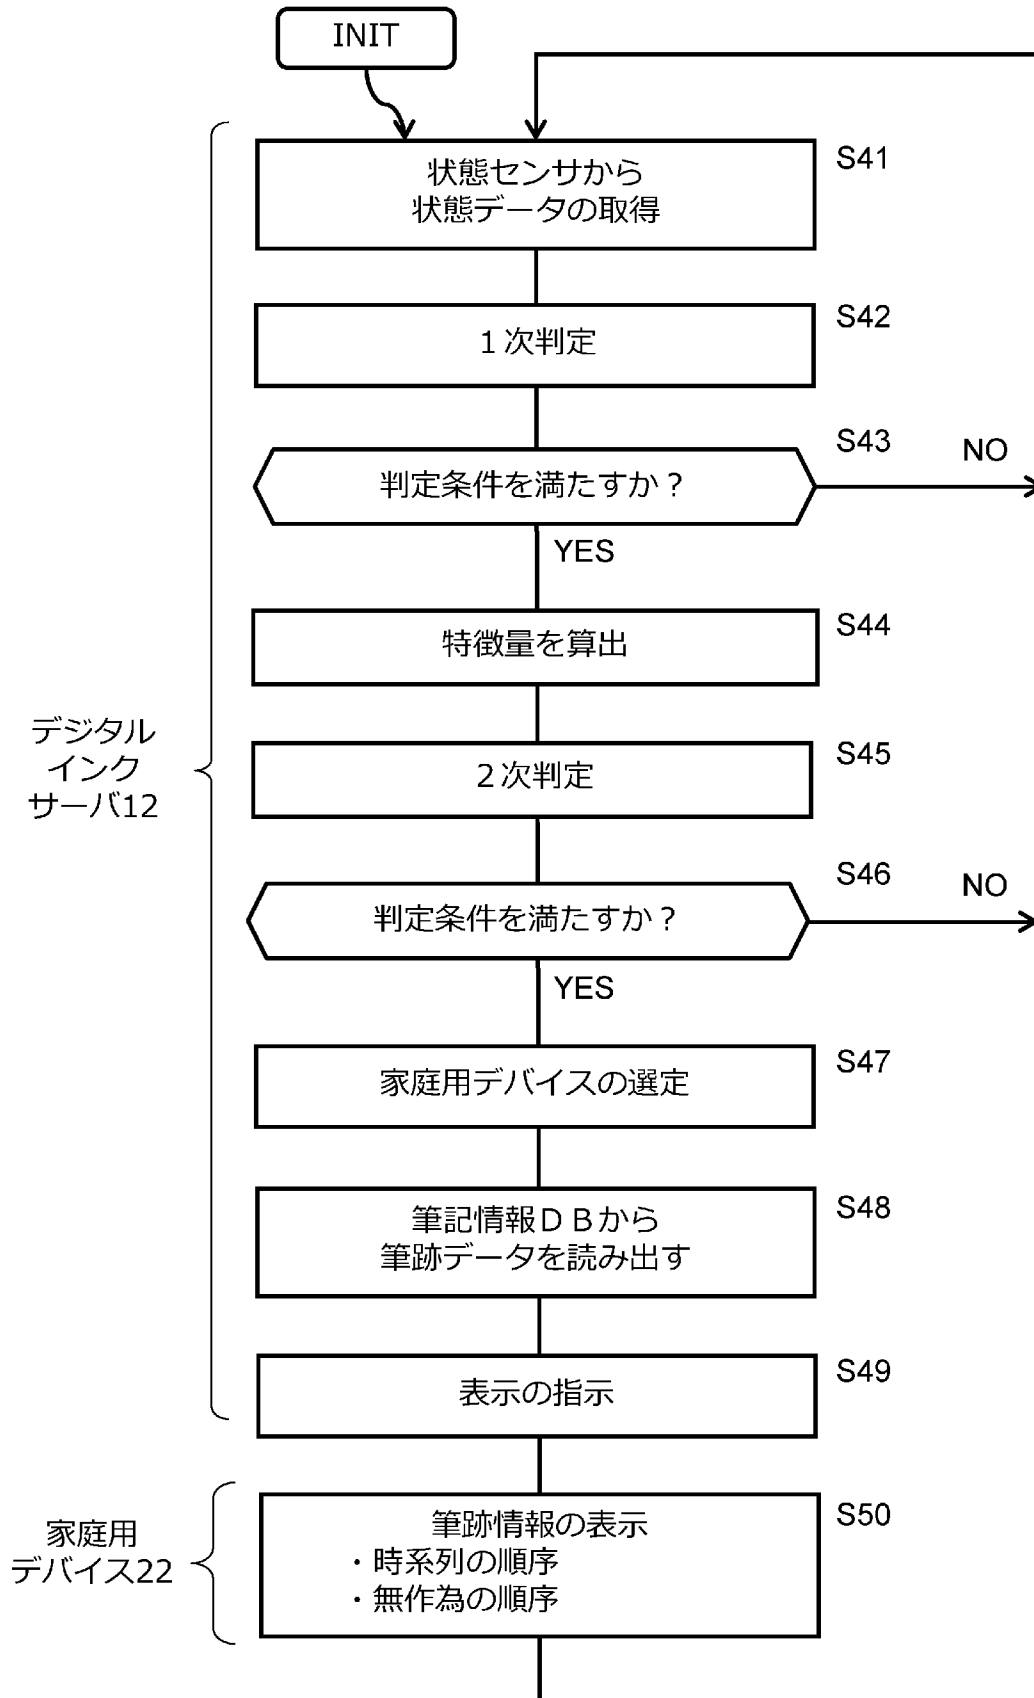 INIT
状態センサから
状態データの取得
S41
１次判定
S42
判定条件を満たすか？
S43
NO
YES
特徴量を算出
S44
２次判定
S45
判定条件を満たすか？
S46
NO
YES
家庭用デバイスの選定
S47
筆記情報ＤＢから
筆跡データを読み出す
S48
表示の指示
S49
デジタル
インク
サーバ12
筆跡情報の表示
・時系列の順序
・無作為の順序
S50
家庭用
デバイス22